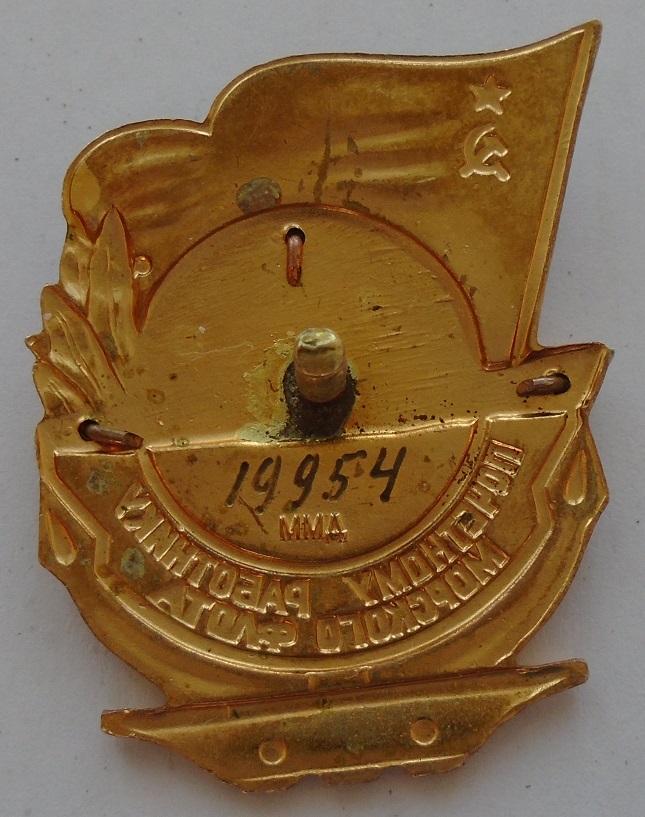 19954
ММД
ПОЧЕТНОМУ РАБОТНИКУ
МОРСКОГО ФЛОТА